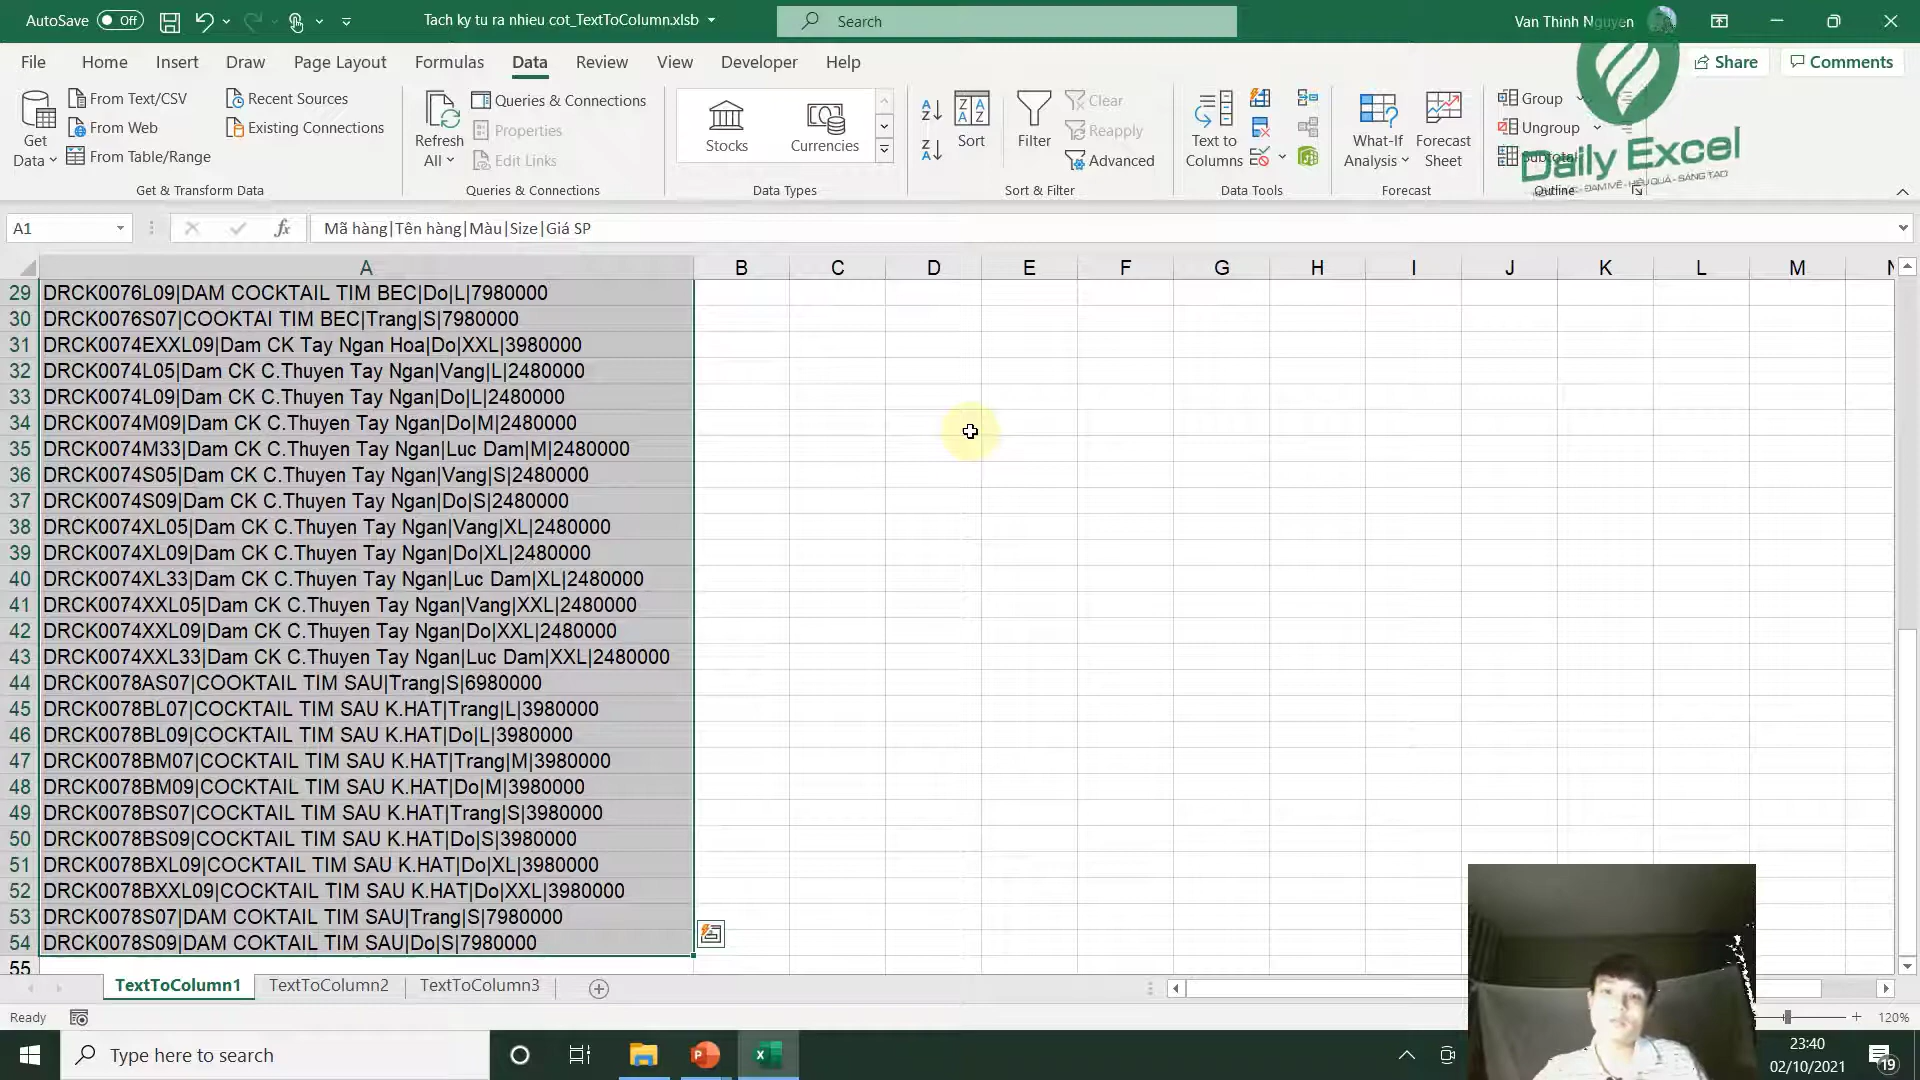 AutoSave Off Tach ky tu ra nhieu cot_TextToColumn.xlsb Search Van Thinh Nguyen
File Home Insert Draw Page Layout Formulas Data Review View Developer Help Share Comments
Get Data
From Text/CSV
From Web
From Table/Range
Recent Sources
Existing Connections
Get & Transform Data
Refresh All
Queries & Connections
Properties
Edit Links
Queries & Connections
Stocks
Currencies
Data Types
Sort
Filter
Clear
Reapply
Advanced
Sort & Filter
Text to Columns
Data Tools
What-If Analysis
Forecast Sheet
Forecast
Group
Ungroup
Subtotal
Outline
Daily Excel
ĐAM MÊ - HIỆU QUẢ - SÁNG TẠO
A1 fx Mã hàng|Tên hàng|Màu|Size|Giá SP
A B C D E F G H I J K L M N
29 DRCK0076L09|DAM COCKTAIL TIM BEC|Do|L|7980000
30 DRCK0076S07|COOKTAI TIM BEC|Trang|S|7980000
31 DRCK0074EXXL09|Dam CK Tay Ngan Hoa|Do|XXL|3980000
32 DRCK0074L05|Dam CK C.Thuyen Tay Ngan|Vang|L|2480000
33 DRCK0074L09|Dam CK C.Thuyen Tay Ngan|Do|L|2480000
34 DRCK0074M09|Dam CK C.Thuyen Tay Ngan|Do|M|2480000
35 DRCK0074M33|Dam CK C.Thuyen Tay Ngan|Luc Dam|M|2480000
36 DRCK0074S05|Dam CK C.Thuyen Tay Ngan|Vang|S|2480000
37 DRCK0074S09|Dam CK C.Thuyen Tay Ngan|Do|S|2480000
38 DRCK0074XL05|Dam CK C.Thuyen Tay Ngan|Vang|XL|2480000
39 DRCK0074XL09|Dam CK C.Thuyen Tay Ngan|Do|XL|2480000
40 DRCK0074XL33|Dam CK C.Thuyen Tay Ngan|Luc Dam|XL|2480000
41 DRCK0074XXL05|Dam CK C.Thuyen Tay Ngan|Vang|XXL|2480000
42 DRCK0074XXL09|Dam CK C.Thuyen Tay Ngan|Do|XXL|2480000
43 DRCK0074XXL33|Dam CK C.Thuyen Tay Ngan|Luc Dam|XXL|2480000
44 DRCK0078AS07|COOKTAIL TIM SAU|Trang|S|6980000
45 DRCK0078BL07|COCKTAIL TIM SAU K.HAT|Trang|L|3980000
46 DRCK0078BL09|COCKTAIL TIM SAU K.HAT|Do|L|3980000
47 DRCK0078BM07|COCKTAIL TIM SAU K.HAT|Trang|M|3980000
48 DRCK0078BM09|COCKTAIL TIM SAU K.HAT|Do|M|3980000
49 DRCK0078BS07|COCKTAIL TIM SAU K.HAT|Trang|S|3980000
50 DRCK0078BS09|COCKTAIL TIM SAU K.HAT|Do|S|3980000
51 DRCK0078BXL09|COCKTAIL TIM SAU K.HAT|Do|XL|3980000
52 DRCK0078BXXL09|COCKTAIL TIM SAU K.HAT|Do|XXL|3980000
53 DRCK0078S07|DAM COKTAIL TIM SAU|Trang|S|7980000
54 DRCK0078S09|DAM COKTAIL TIM SAU|Do|S|7980000
55
TextToColumn1 TextToColumn2 TextToColumn3
Ready 120%
Type here to search
23:40
02/10/2021
19